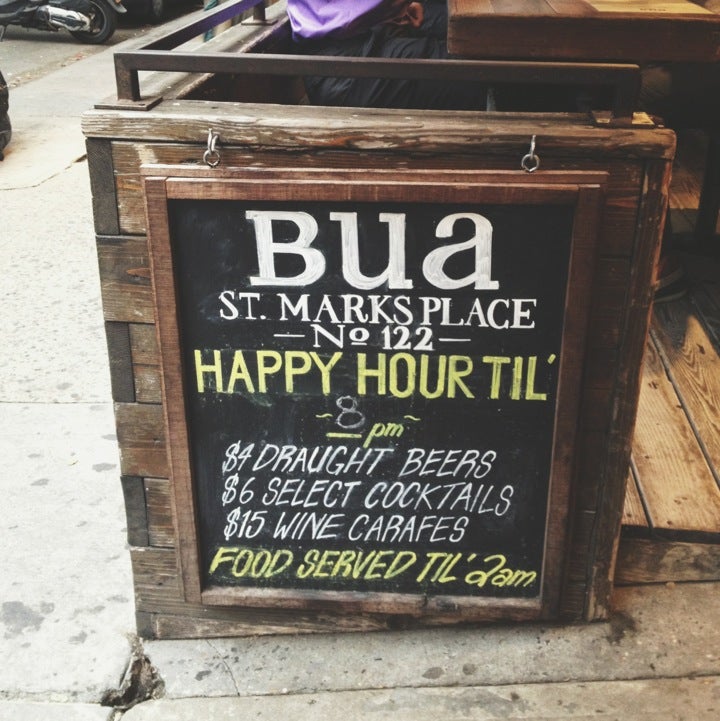 Bua
ST. MARKS PLACE
—No 122—
HAPPY HOUR TIL'
~8~
pm
$4 DRAUGHT BEERS
$6 SELECT COCKTAILS
$15 WINE CARAFES
FOOD SERVED TIL' 2am